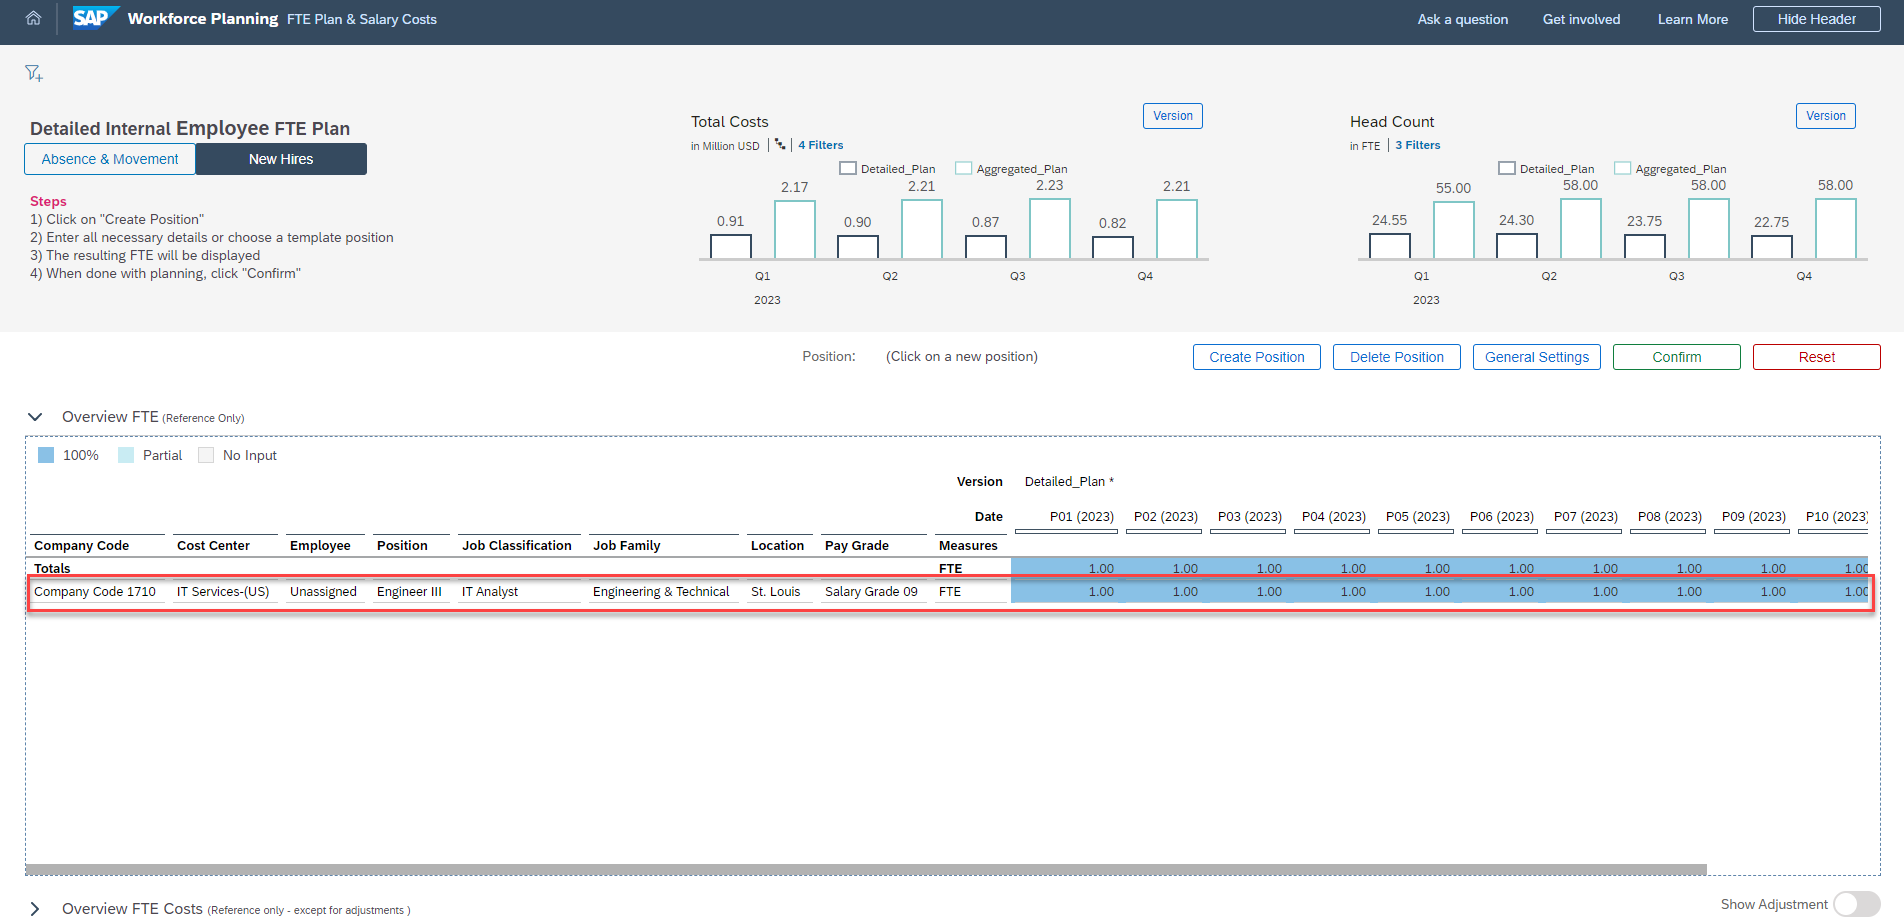 SAP Workforce Planning FTE Plan & Salary Costs Ask a question Get involved Learn More Hide Header
Detailed Internal Employee FTE Plan
Absence & Movement New Hires
Steps
1) Click on "Create Position"
2) Enter all necessary details or choose a template position
3) The resulting FTE will be displayed
4) When done with planning, click "Confirm"
Total Costs Version
in Million USD 4 Filters
Detailed_Plan Aggregated_Plan
2.17 2.21 2.23 2.21
0.91 0.90 0.87 0.82
Q1 Q2 Q3 Q4
2023
Head Count Version
in FTE 3 Filters
Detailed_Plan Aggregated_Plan
55.00 58.00 58.00 58.00
24.55 24.30 23.75 22.75
Q1 Q2 Q3 Q4
2023
Position: (Click on a new position) Create Position Delete Position General Settings Confirm Reset
Overview FTE (Reference Only)
100% Partial No Input
Version Detailed_Plan *
Date P01 (2023) P02 (2023) P03 (2023) P04 (2023) P05 (2023) P06 (2023) P07 (2023) P08 (2023) P09 (2023) P10 (2023)
Company Code Cost Center Employee Position Job Classification Job Family Location Pay Grade Measures
Totals FTE 1.00 1.00 1.00 1.00 1.00 1.00 1.00 1.00 1.00 1.00
Company Code 1710 IT Services-(US) Unassigned Engineer III IT Analyst Engineering & Technical St. Louis Salary Grade 09 FTE 1.00 1.00 1.00 1.00 1.00 1.00 1.00 1.00 1.00 1.00
Overview FTE Costs (Reference only - except for adjustments ) Show Adjustment